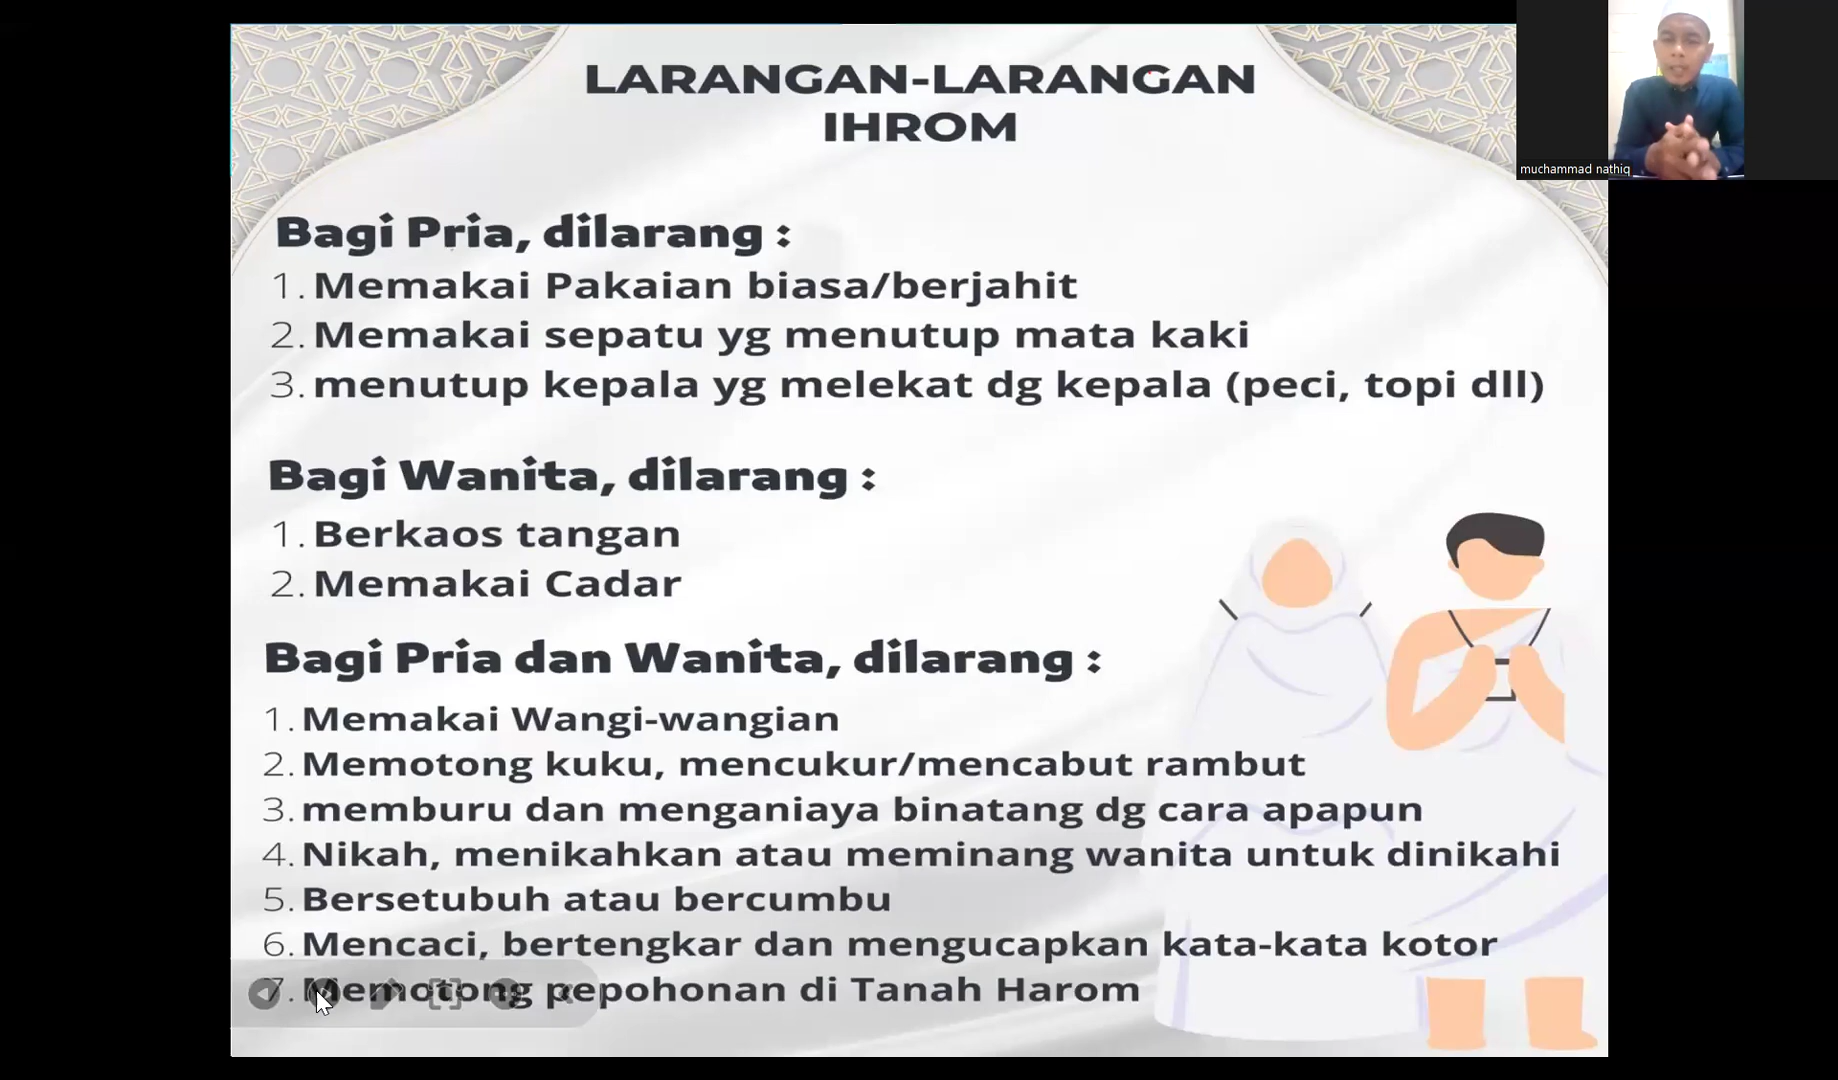 LARANGAN-LARANGAN
IHROM
muchammad nathiq
Bagi Pria, dilarang :
1. Memakai Pakaian biasa/berjahit
2. Memakai sepatu yg menutup mata kaki
3. menutup kepala yg melekat dg kepala (peci, topi dll)
Bagi Wanita, dilarang :
1. Berkaos tangan
2. Memakai Cadar
Bagi Pria dan Wanita, dilarang :
1. Memakai Wangi-wangian
2. Memotong kuku, mencukur/mencabut rambut
3. memburu dan menganiaya binatang dg cara apapun
4. Nikah, menikahkan atau meminang wanita untuk dinikahi
5. Bersetubuh atau bercumbu
6. Mencaci, bertengkar dan mengucapkan kata-kata kotor
7. Memotong pepohonan di Tanah Harom